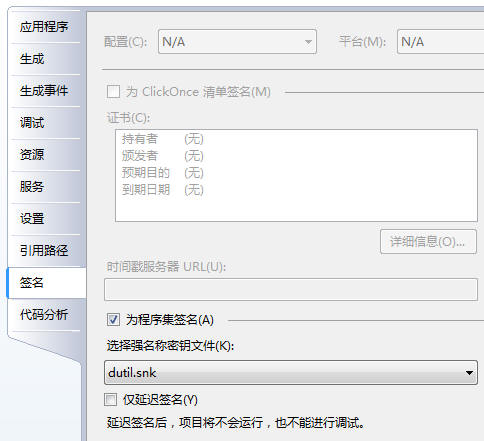 应用程序
生成
生成事件
调试
资源
服务
设置
引用路径
签名
代码分析
配置(C): N/A 平台(M): N/A
为 ClickOnce 清单签名(M)
证书(C):
持有者 (无)
颁发者 (无)
预期目的 (无)
到期日期 (无)
详细信息(O)...
时间戳服务器 URL(U):
为程序集签名(A)
选择强名称密钥文件(K):
dutil.snk
仅延迟签名(Y)
延迟签名后，项目将不会运行，也不能进行调试。